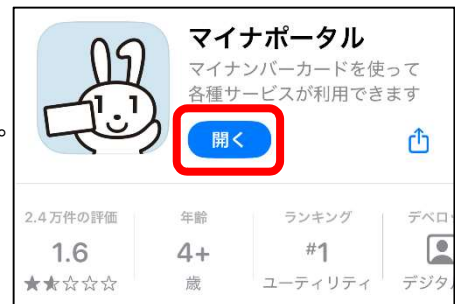 マイナポータル
マイナンバーカードを使って
各種サービスが利用できます
。
開く
2.4万件の評価 年齢 ランキング デベロッ
1.6 4+ #1
★★☆☆☆ 歳 ユーティリティ デジタ